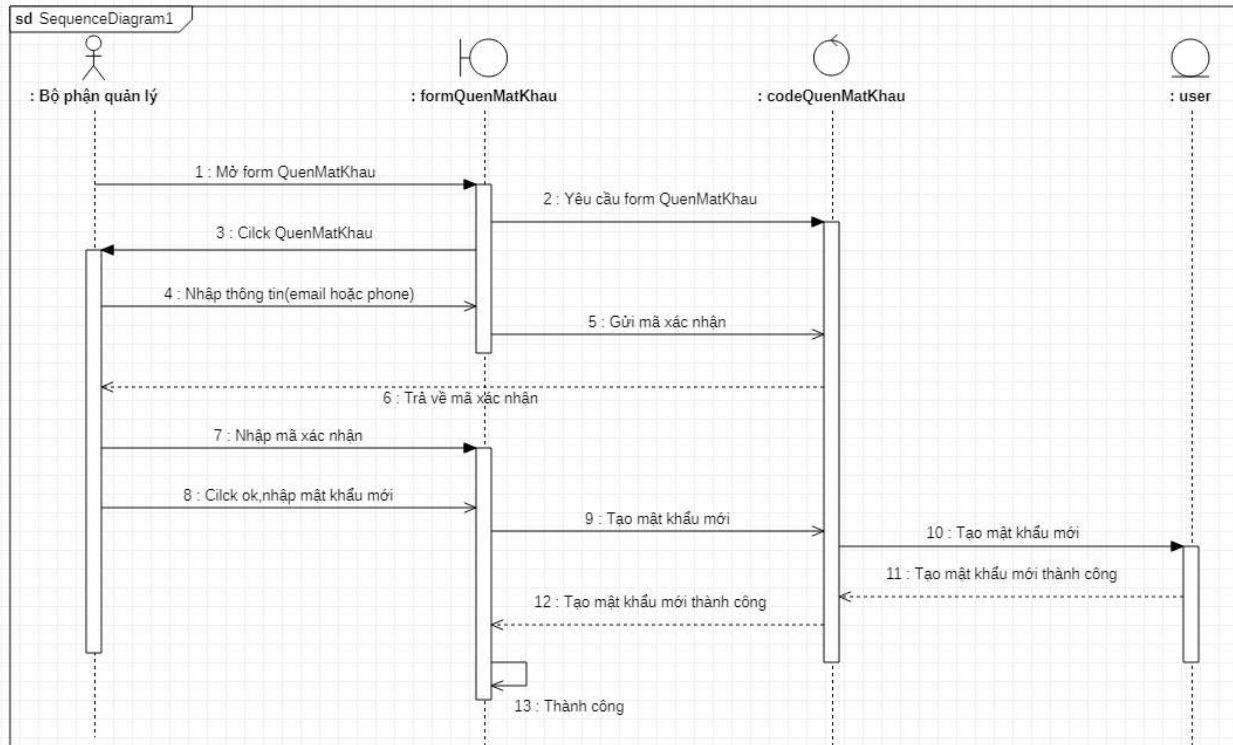 sd SequenceDiagram1
: Bộ phận quản lý
: formQuenMatKhau
: codeQuenMatKhau
: user
1 : Mở form QuenMatKhau
2 : Yêu cầu form QuenMatKhau
3 : Cilck QuenMatKhau
4 : Nhập thông tin(email hoặc phone)
5 : Gửi mã xác nhận
6 : Trả về mã xác nhận
7 : Nhập mã xác nhận
8 : Cilck ok,nhập mật khẩu mới
9 : Tạo mật khẩu mới
10 : Tạo mật khẩu mới
11 : Tạo mật khẩu mới thành công
12 : Tạo mật khẩu mới thành công
13 : Thành công